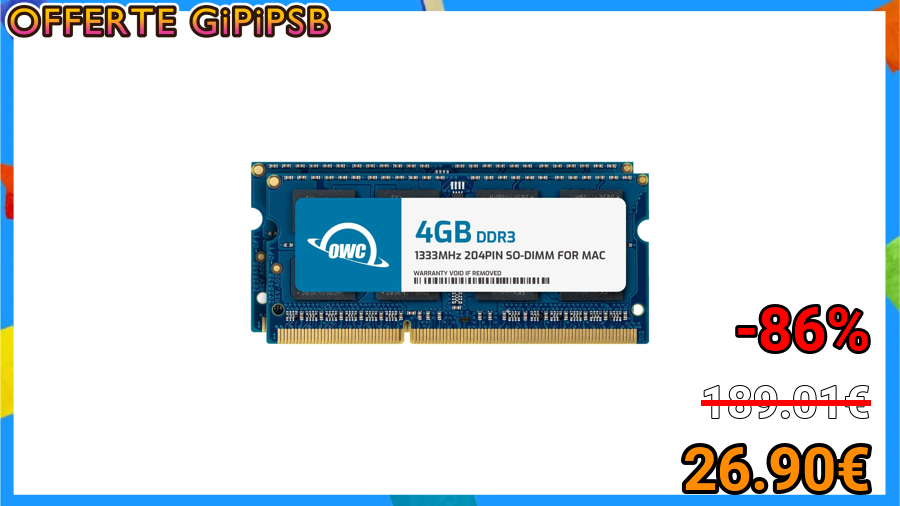 OFFERTE GiPiPSB
OWC
4GB DDR3
1333MHz 204PIN SO-DIMM FOR MAC
WARRANTY VOID IF REMOVED
-86%
189.01€
26.90€